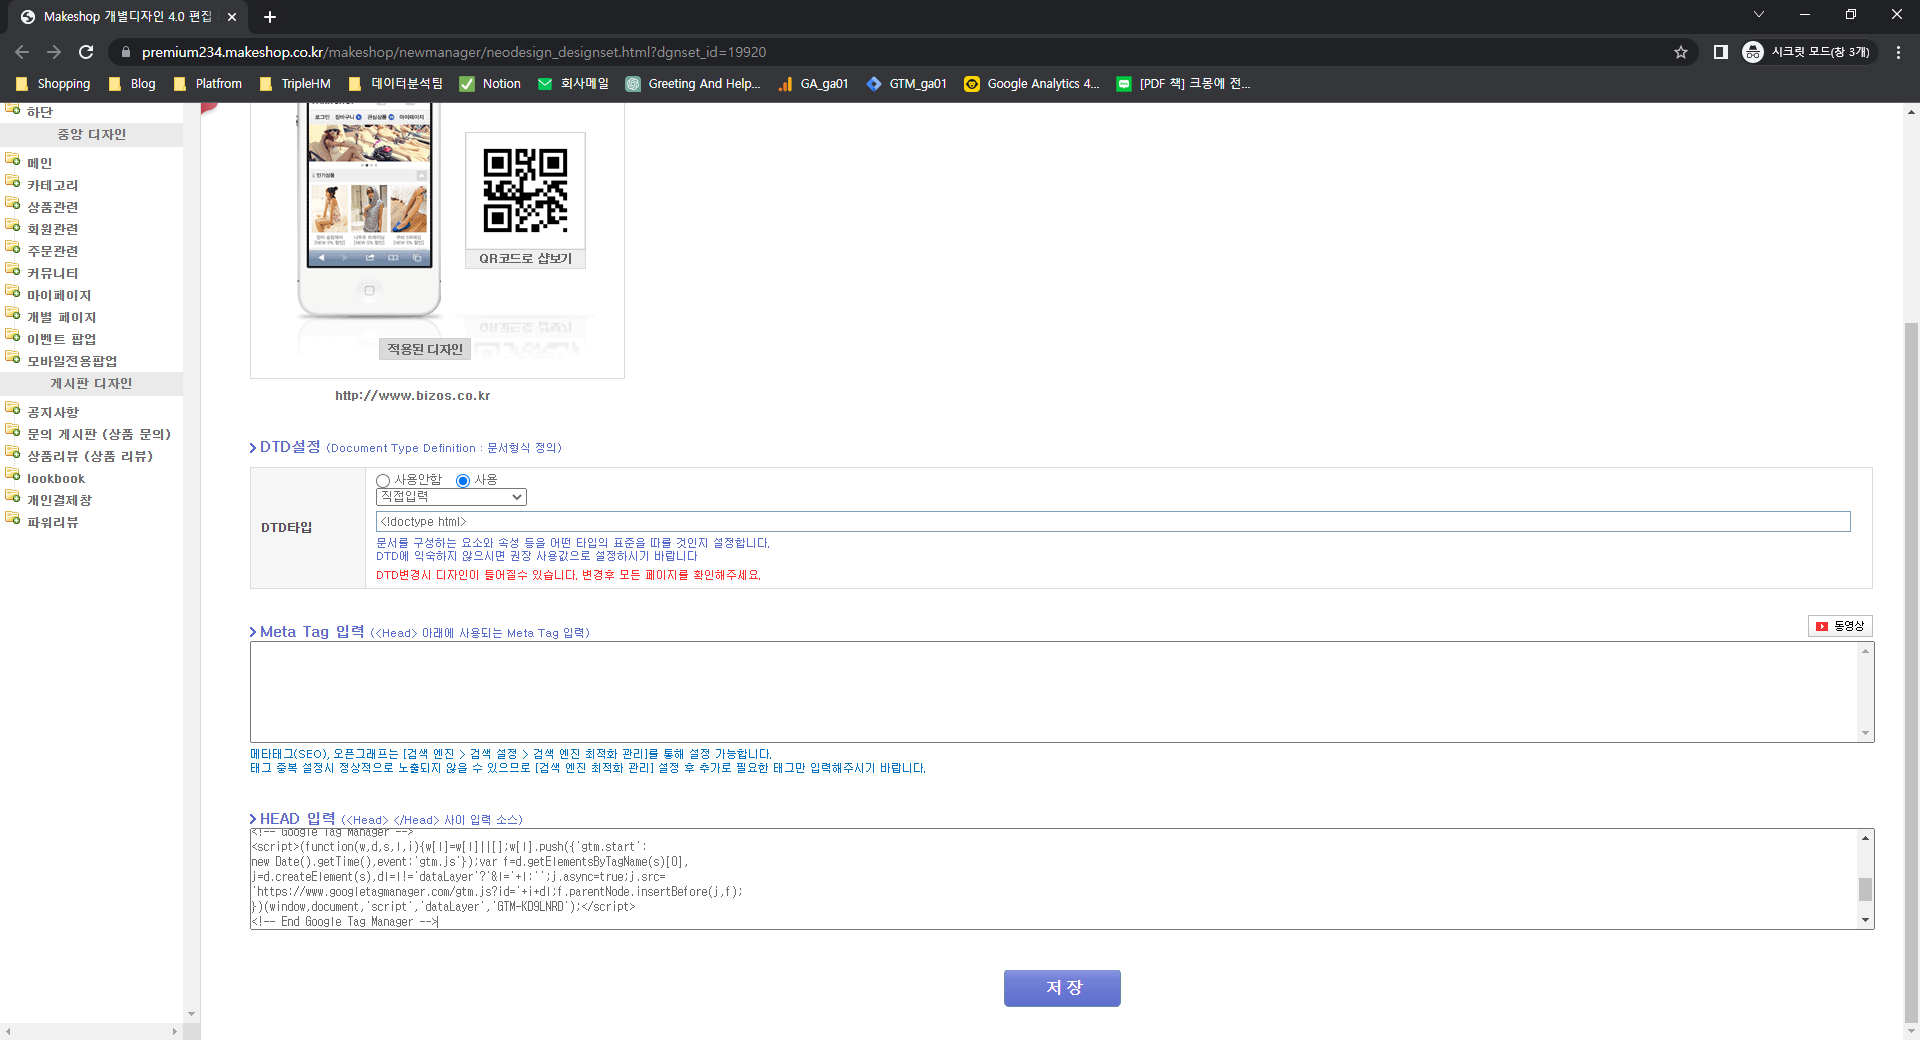 Makeshop 개별디자인 4.0 편집
premium234.makeshop.co.kr/makeshop/newmanager/neodesign_designset.html?dgnset_id=19920
시크릿 모드(창 3개)
Shopping
Blog
Platfrom
TripleHM
데이터분석팀
Notion
회사메일
Greeting And Help...
GA_ga01
GTM_ga01
Google Analytics 4...
[PDF 책] 크몽에 전...
하단
중앙 디자인
메인
카테고리
상품관련
회원관련
주문관련
커뮤니티
마이페이지
개별 페이지
이벤트 팝업
모바일전용팝업
게시판 디자인
공지사항
문의 게시판 (상품 문의)
상품리뷰 (상품 리뷰)
lookbook
개인결제창
파워리뷰
로그인 장바구니 관심상품 마이페이지
인기상품
QR코드로 샵보기
적용된 디자인
http://www.bizos.co.kr
DTD설정 (Document Type Definition : 문서형식 정의)
DTD타입
사용안함 사용
직접입력
<!doctype html>
문서를 구성하는 요소와 속성 등을 어떤 타입의 표준을 따를 것인지 설정합니다.
DTD에 익숙하지 않으시면 권장 사용값으로 설정하시기 바랍니다
DTD변경시 디자인이 틀어질수 있습니다. 변경후 모든 페이지를 확인해주세요.
Meta Tag 입력 (<Head> 아래에 사용되는 Meta Tag 입력)
동영상
메타태그(SEO), 오픈그래프는 [검색 엔진 > 검색 설정 > 검색 엔진 최적화 관리]를 통해 설정 가능합니다.
태그 중복 설정시 정상적으로 노출되지 않을 수 있으므로 [검색 엔진 최적화 관리] 설정 후 추가로 필요한 태그만 입력해주시기 바랍니다.
HEAD 입력 (<Head> </Head> 사이 입력 소스)
<!-- Google Tag Manager -->
<script>(function(w,d,s,l,i){w[l]=w[l]||[];w[l].push({'gtm.start':
new Date().getTime(),event:'gtm.js'});var f=d.getElementsByTagName(s)[0],
j=d.createElement(s),dl=l!='dataLayer'?'&l='+l:'';j.async=true;j.src=
'https://www.googletagmanager.com/gtm.js?id='+i+dl;f.parentNode.insertBefore(j,f);
})(window,document,'script','dataLayer','GTM-KD9LNRD');</script>
<!-- End Google Tag Manager -->
저 장